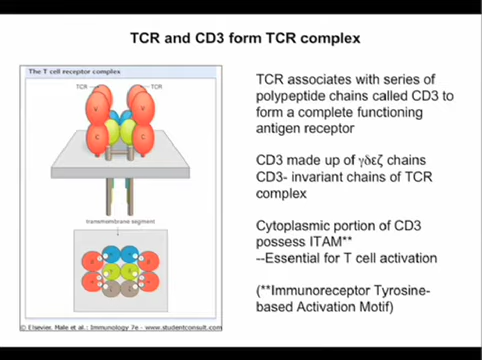 TCR and CD3 form TCR complex
The T cell receptor complex
TCR
TCR
V
V
C
C
transmembrane segment
TCR associates with series of
polypeptide chains called CD3 to
form a complete functioning
antigen receptor
CD3 made up of γδεζ chains
CD3- invariant chains of TCR
complex
Cytoplasmic portion of CD3
possess ITAM**
--Essential for T cell activation
(**Immunoreceptor Tyrosine-
based Activation Motif)
© Elsevier. Male et al.: Immunology 7e - www.studentconsult.com